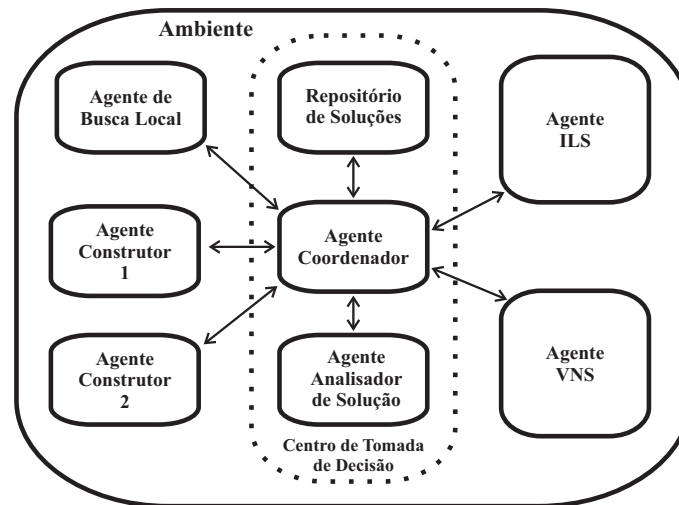 Ambiente
Agente de
Busca Local
Repositório
de Soluções
Agente
ILS
Agente
Construtor
1
Agente
Coordenador
Agente
Construtor
2
Agente
Analisador
de Solução
Agente
VNS
Centro de Tomada
de Decisão